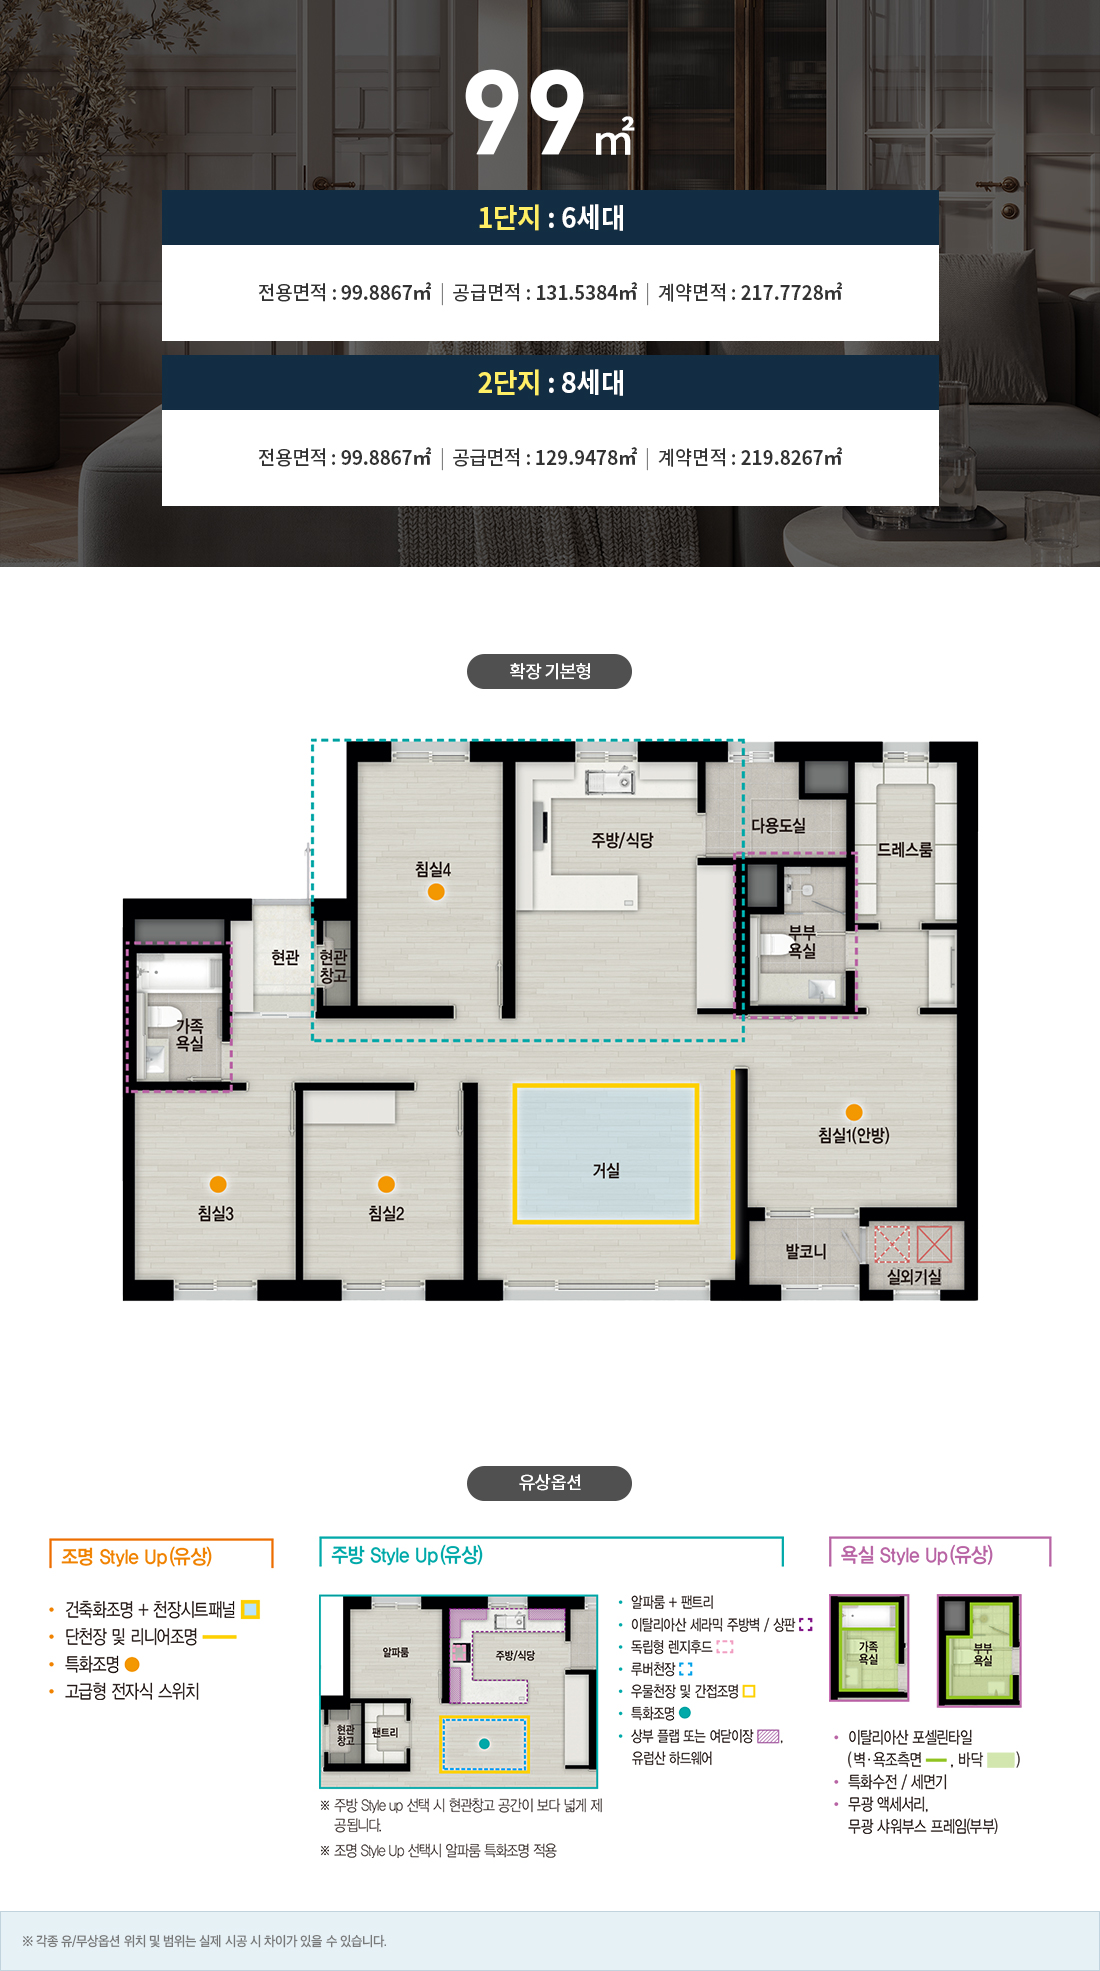 99㎡
1단지 : 6세대
전용면적 : 99.8867㎡ | 공급면적 : 131.5384㎡ | 계약면적 : 217.7728㎡
2단지 : 8세대
전용면적 : 99.8867㎡ | 공급면적 : 129.9478㎡ | 계약면적 : 219.8267㎡
확장 기본형
침실4
주방/식당
다용도실
드레스룸
현관
현관
창고
부부
욕실
가족
욕실
침실1(안방)
거실
침실3
침실2
발코니
실외기실
유상옵션
조명 Style Up(유상)
• 건축화조명 + 천장시트패널
• 단천장 및 리니어조명
• 특화조명
• 고급형 전자식 스위치
주방 Style Up(유상)
알파룸
주방/식당
현관
창고
팬트리
※ 주방 Style up 선택 시 현관창고 공간이 보다 넓게 제
공됩니다.
※ 조명 Style Up 선택시 알파룸 특화조명 적용
• 알파룸 + 팬트리
• 이탈리아산 세라믹 주방벽 / 상판
• 독립형 렌지후드
• 루버천장
• 우물천장 및 간접조명
• 특화조명
• 상부 플랩 또는 여닫이장 ,
유럽산 하드웨어
욕실 Style Up(유상)
가족
욕실
부부
욕실
• 이탈리아산 포셀린타일
( 벽 · 욕조측면 , 바닥 )
• 특화수전 / 세면기
• 무광 액세서리,
무광 샤워부스 프레임(부부)
※ 각종 유/무상옵션 위치 및 범위는 실제 시공 시 차이가 있을 수 있습니다.